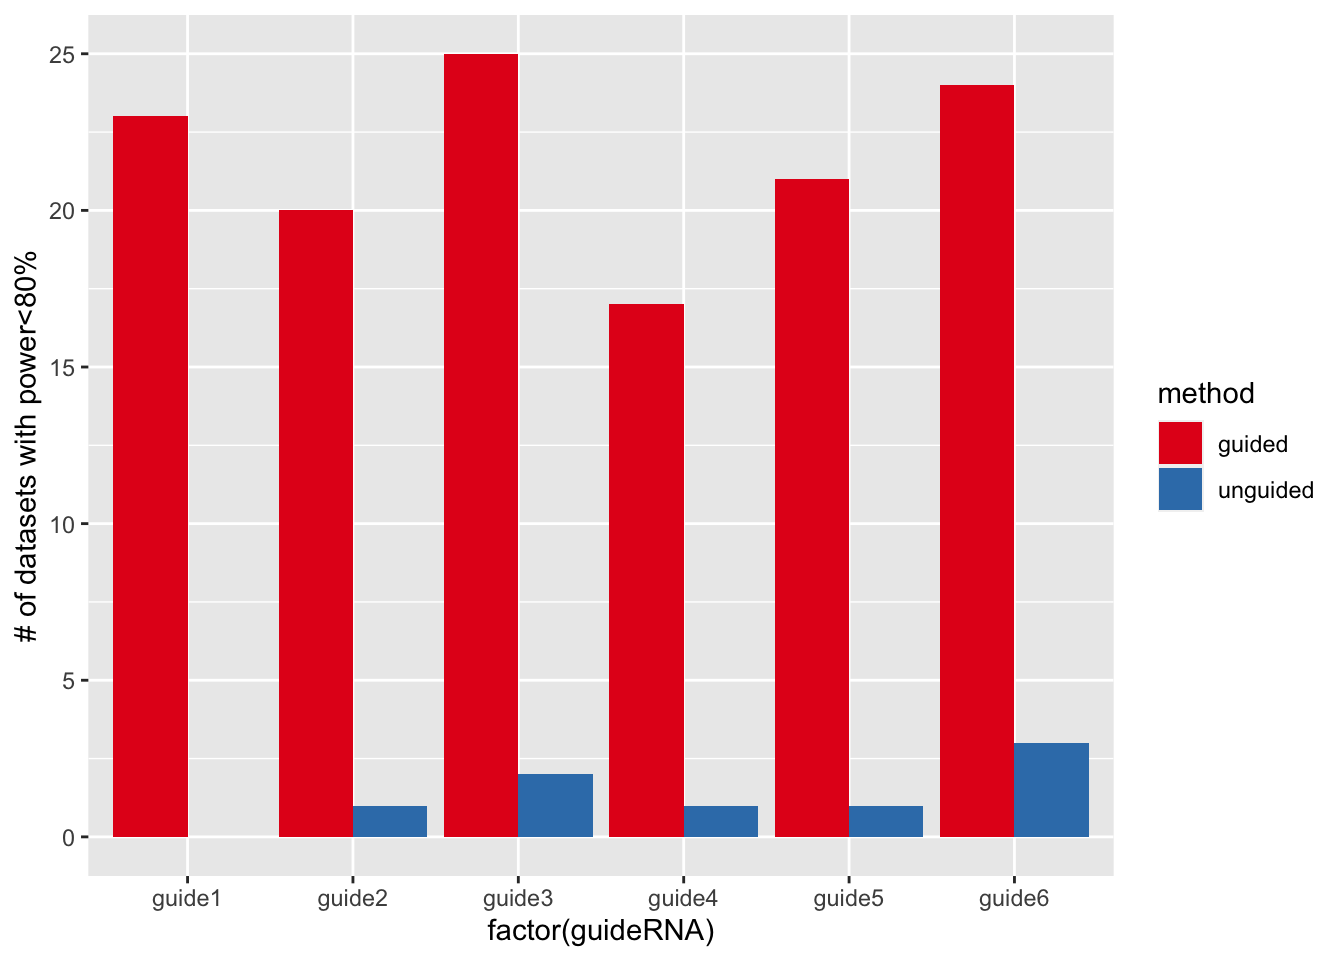 # of datasets with power<80%
25
20
15
10
5
0
guide1 guide2 guide3 guide4 guide5 guide6
factor(guideRNA)
method
guided
unguided